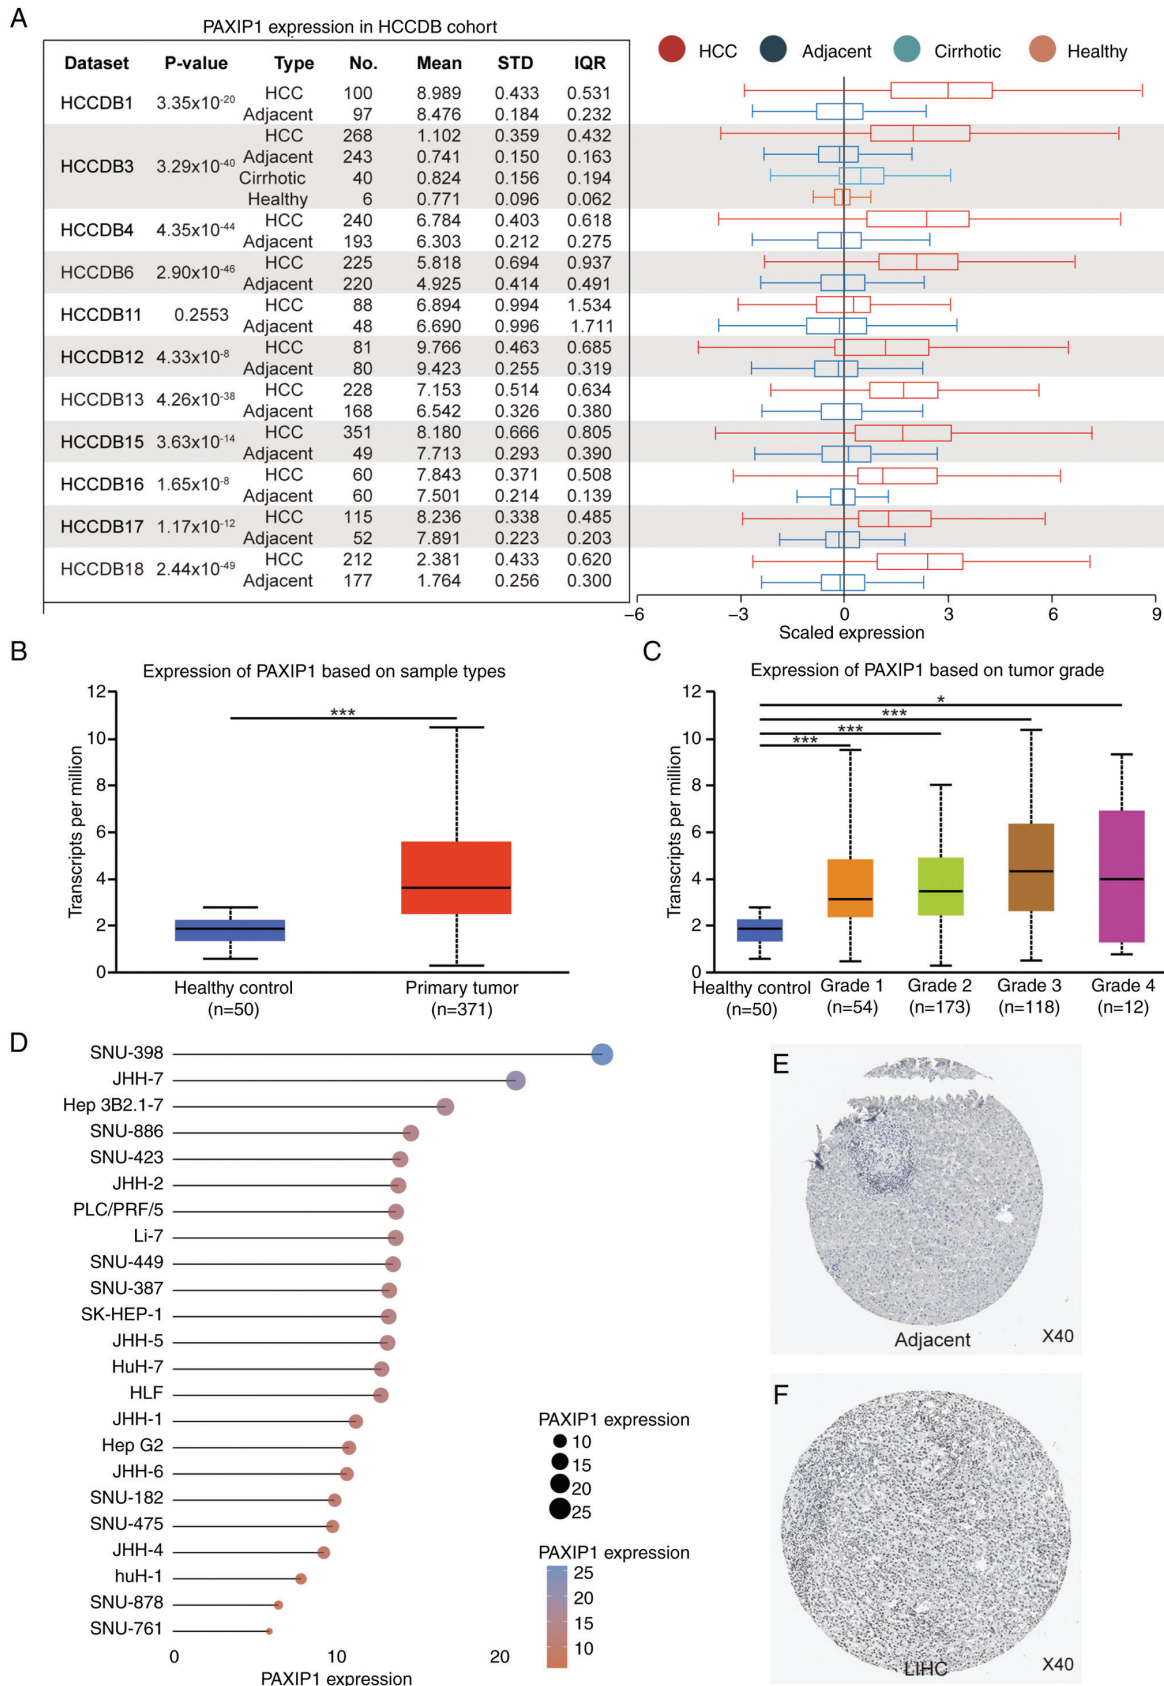 A
PAXIP1 expression in HCCDB cohort
Dataset P-value Type No. Mean STD IQR
HCC Adjacent Cirrhotic Healthy
HCCDB1 3.35x10-20 HCC 100 8.989 0.433 0.531
Adjacent 97 8.476 0.184 0.232
HCCDB3 3.29x10-40 HCC 268 1.102 0.359 0.432
Adjacent 243 0.741 0.150 0.163
Cirrhotic 40 0.824 0.156 0.194
Healthy 6 0.771 0.096 0.062
HCCDB4 4.35x10-44 HCC 240 6.784 0.403 0.618
Adjacent 193 6.303 0.212 0.275
HCCDB6 2.90x10-46 HCC 225 5.818 0.694 0.937
Adjacent 220 4.925 0.414 0.491
HCCDB11 0.2553 HCC 88 6.894 0.994 1.534
Adjacent 48 6.690 0.996 1.711
HCCDB12 4.33x10-8 HCC 81 9.766 0.463 0.685
Adjacent 80 9.423 0.255 0.319
HCCDB13 4.26x10-38 HCC 228 7.153 0.514 0.634
Adjacent 168 6.542 0.326 0.380
HCCDB15 3.63x10-14 HCC 351 8.180 0.666 0.805
Adjacent 49 7.713 0.293 0.390
HCCDB16 1.65x10-8 HCC 60 7.843 0.371 0.508
Adjacent 60 7.501 0.214 0.139
HCCDB17 1.17x10-12 HCC 115 8.236 0.338 0.485
Adjacent 52 7.891 0.223 0.203
HCCDB18 2.44x10-49 HCC 212 2.381 0.433 0.620
Adjacent 177 1.764 0.256 0.300
−6 −3 0 3 6 9
Scaled expression
B
Expression of PAXIP1 based on sample types
Transcripts per million
12
10
8
6
4
2
0
***
Healthy control Primary tumor
(n=50) (n=371)
C
Expression of PAXIP1 based on tumor grade
Transcripts per million
12
10
8
6
4
2
0
*
***
***
***
Healthy control Grade 1 Grade 2 Grade 3 Grade 4
(n=50) (n=54) (n=173) (n=118) (n=12)
D
SNU-398
JHH-7
Hep 3B2.1-7
SNU-886
SNU-423
JHH-2
PLC/PRF/5
Li-7
SNU-449
SNU-387
SK-HEP-1
JHH-5
HuH-7
HLF
JHH-1
Hep G2
JHH-6
SNU-182
SNU-475
JHH-4
huH-1
SNU-878
SNU-761
0 10 20
PAXIP1 expression
PAXIP1 expression
10
15
20
25
PAXIP1 expression
25
20
15
10
E
Adjacent X40
F
LIHC X40